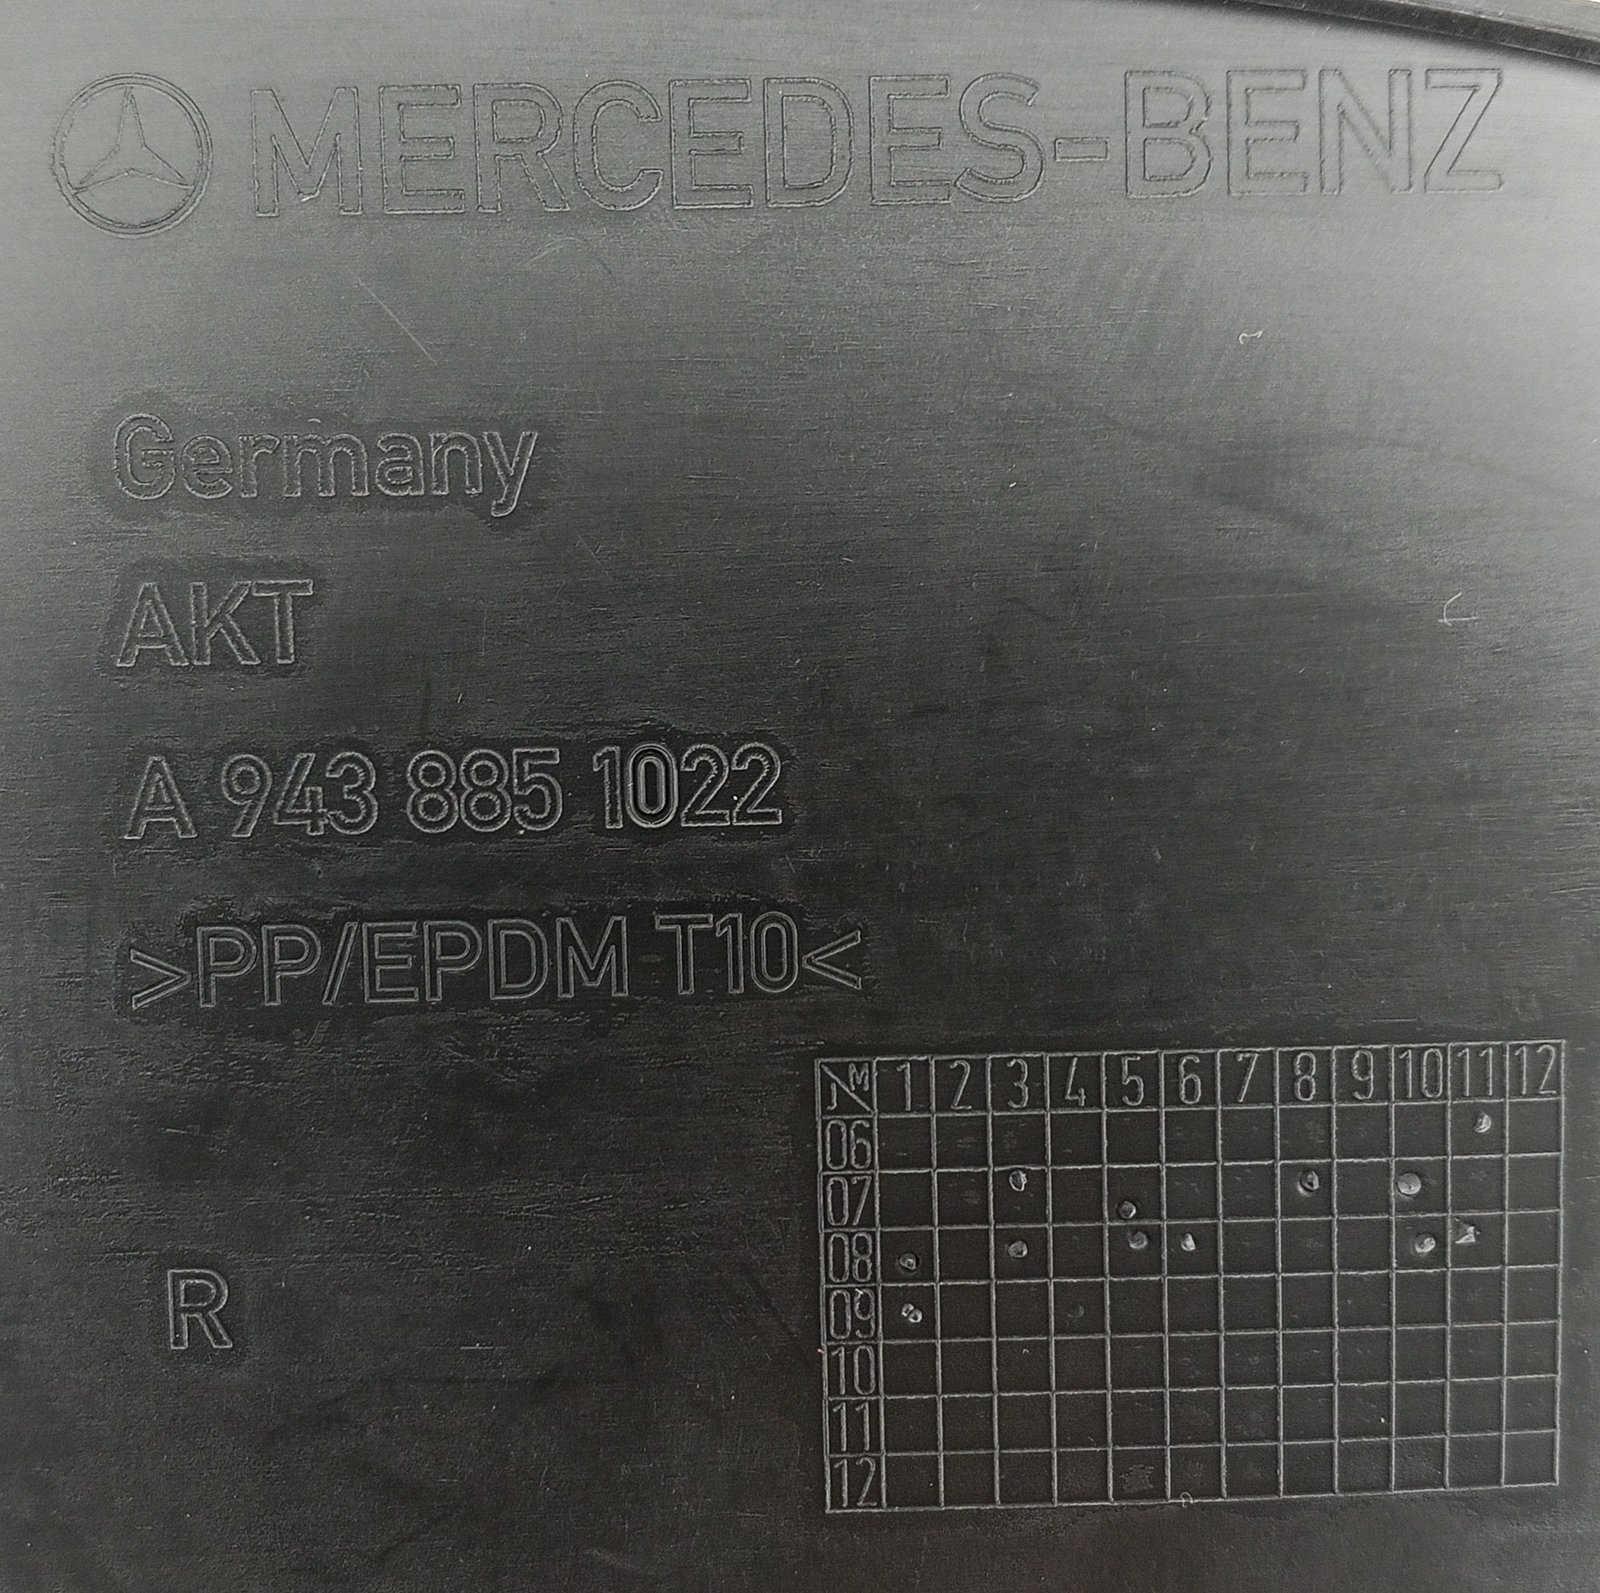 MERCEDES-BENZ
Germany
AKT
A 943 885 1022
>PP/EPDM T10<
R
M 1 2 3 4 5 6 7 8 9 10 11 12
06
07
08
09
10
11
12